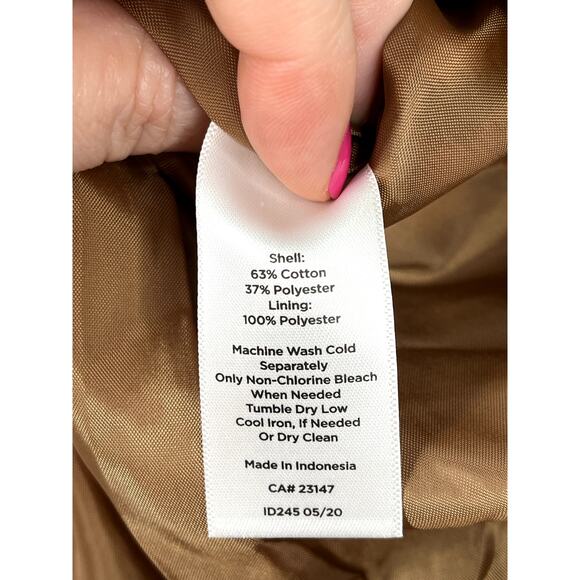 Shell:
63% Cotton
37% Polyester
Lining:
100% Polyester
Machine Wash Cold
Separately
Only Non-Chlorine Bleach
When Needed
Tumble Dry Low
Cool Iron, If Needed
Or Dry Clean
Made In Indonesia
CA# 23147
ID245 05/20